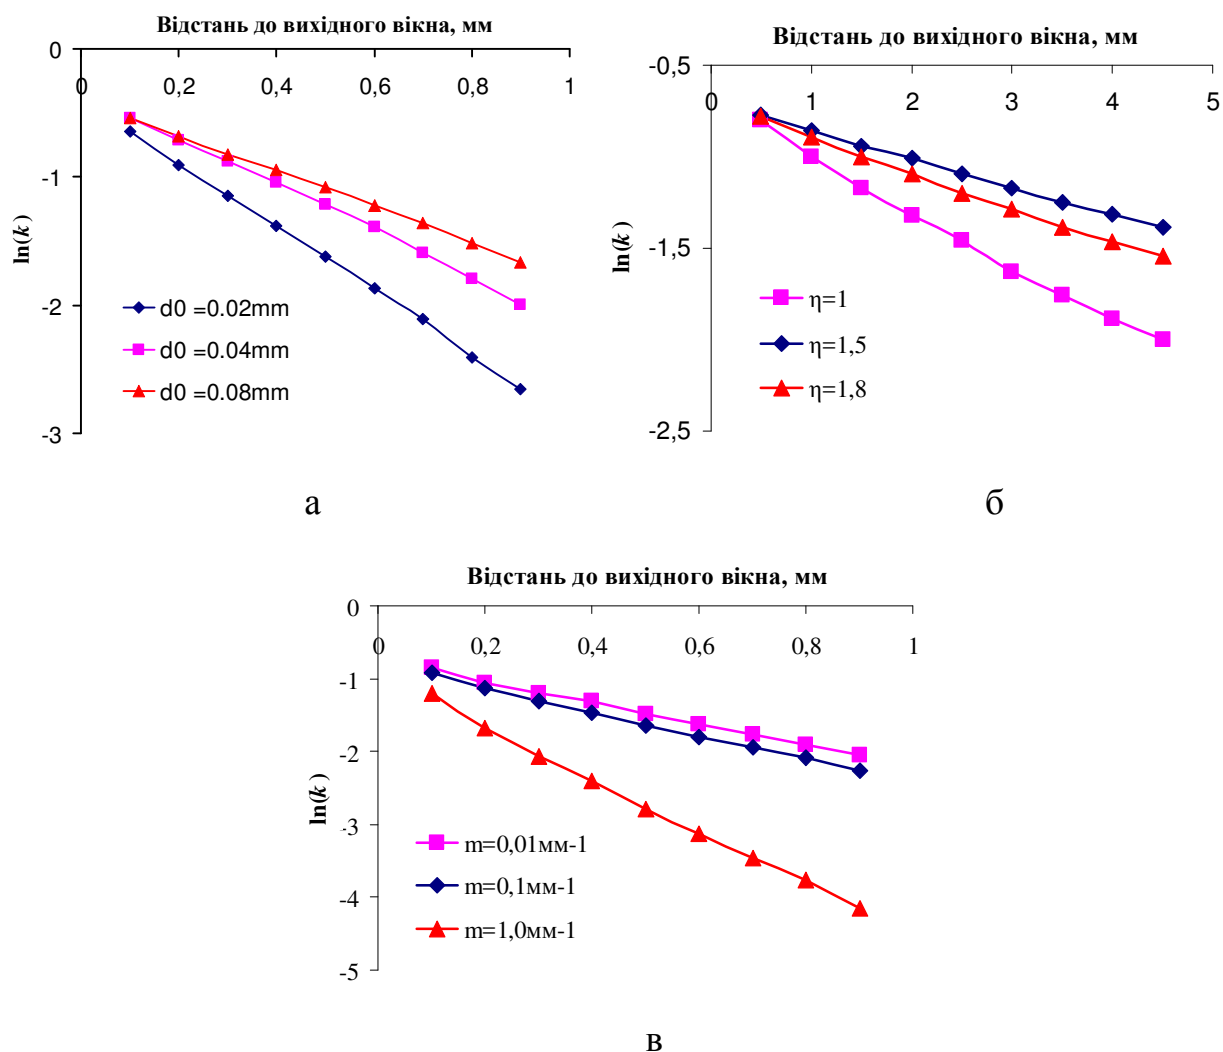 Відстань до вихідного вікна, мм
0
0
0,2
0,4
0,6
0,8
1
-1
-2
-3
ln(k)
d0 =0.02mm
d0 =0.04mm
d0 =0.08mm
а
Відстань до вихідного вікна, мм
-0,5
0
1
2
3
4
5
-1,5
-2,5
ln(k)
η=1
η=1,5
η=1,8
б
Відстань до вихідного вікна, мм
0
0
0,2
0,4
0,6
0,8
1
-1
-2
-3
-4
-5
ln(k)
m=0,01мм-1
m=0,1мм-1
m=1,0мм-1
в